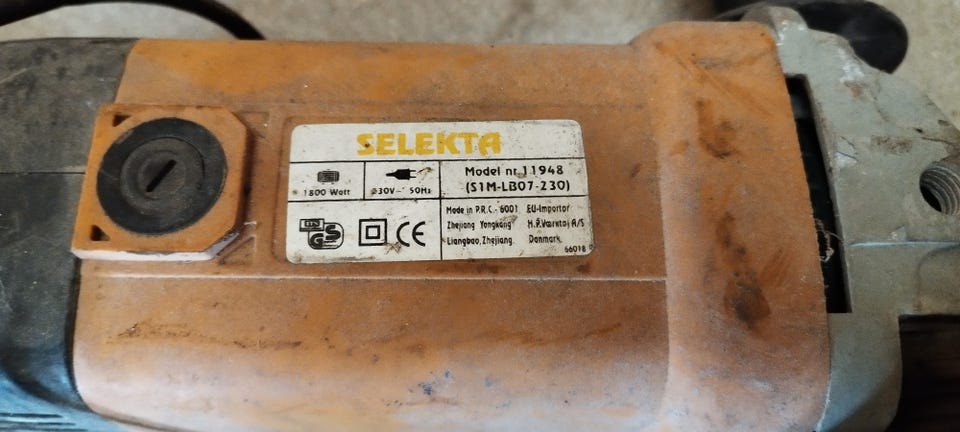 SELEKTA
1800 Watt
230V~ 50Hz
Model nr. 11948
(S1M-LB07-230)
Made in P.R.C.- 6001
Zhejiang Yongkang
Liangbao, Zhejiang.
EU-Importor
H.P.Værktøj A/S
Danmark
66018
GS
CE